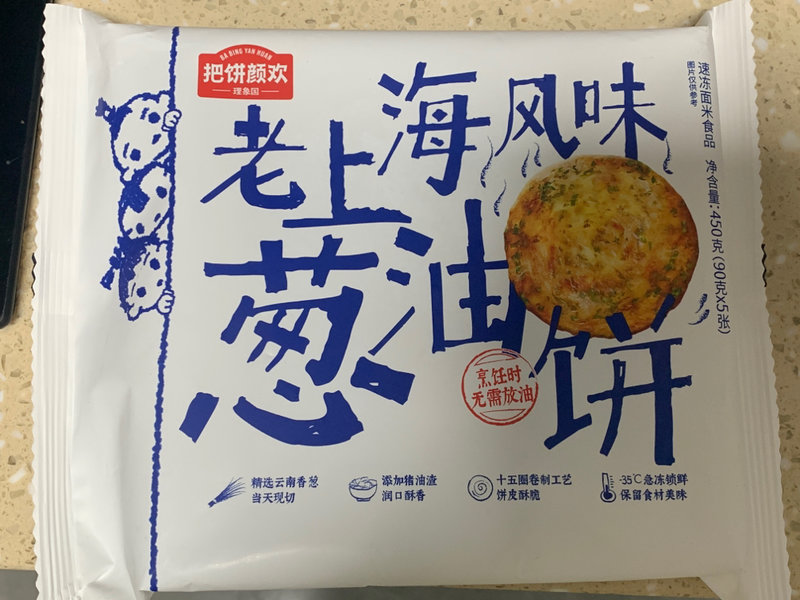 BA BING YAN HUAN
把饼颜欢
理象国
老上海风味
葱油饼
速冻面米食品 净含量:450克(90克x5张)
图片仅供参考
烹饪时
无需放油
精选云南香葱
当天现切
添加猪油渣
润口酥香
十五圈卷制工艺
饼皮酥脆
-35℃急冻锁鲜
保留食材美味